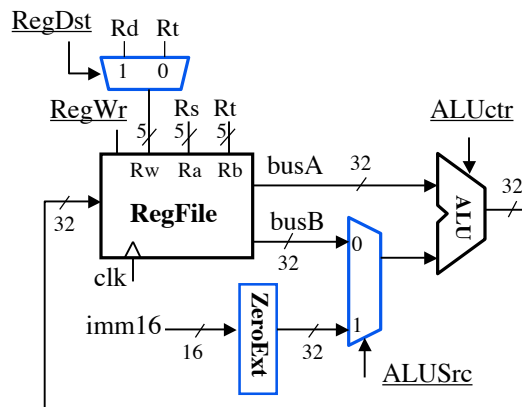 RegDst
Rd Rt
1 0
RegWr
Rs Rt
5 5 5
ALUctr
Rw Ra Rb
busA
32
32
RegFile
ALU
32
32
busB
32
0
clk
ZeroExt
imm16
16
32
1
ALUSrc